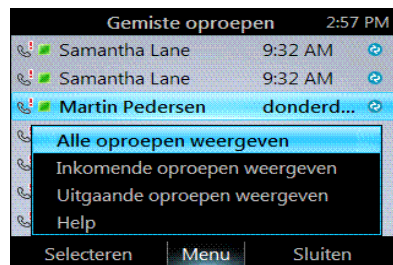 Gemiste oproepen 2:57 PM
Samantha Lane 9:32 AM
Samantha Lane 9:32 AM
Martin Pedersen donderd...
Alle oproepen weergeven
Inkomende oproepen weergeven
Uitgaande oproepen weergeven
Help
Selecteren Menu Sluiten